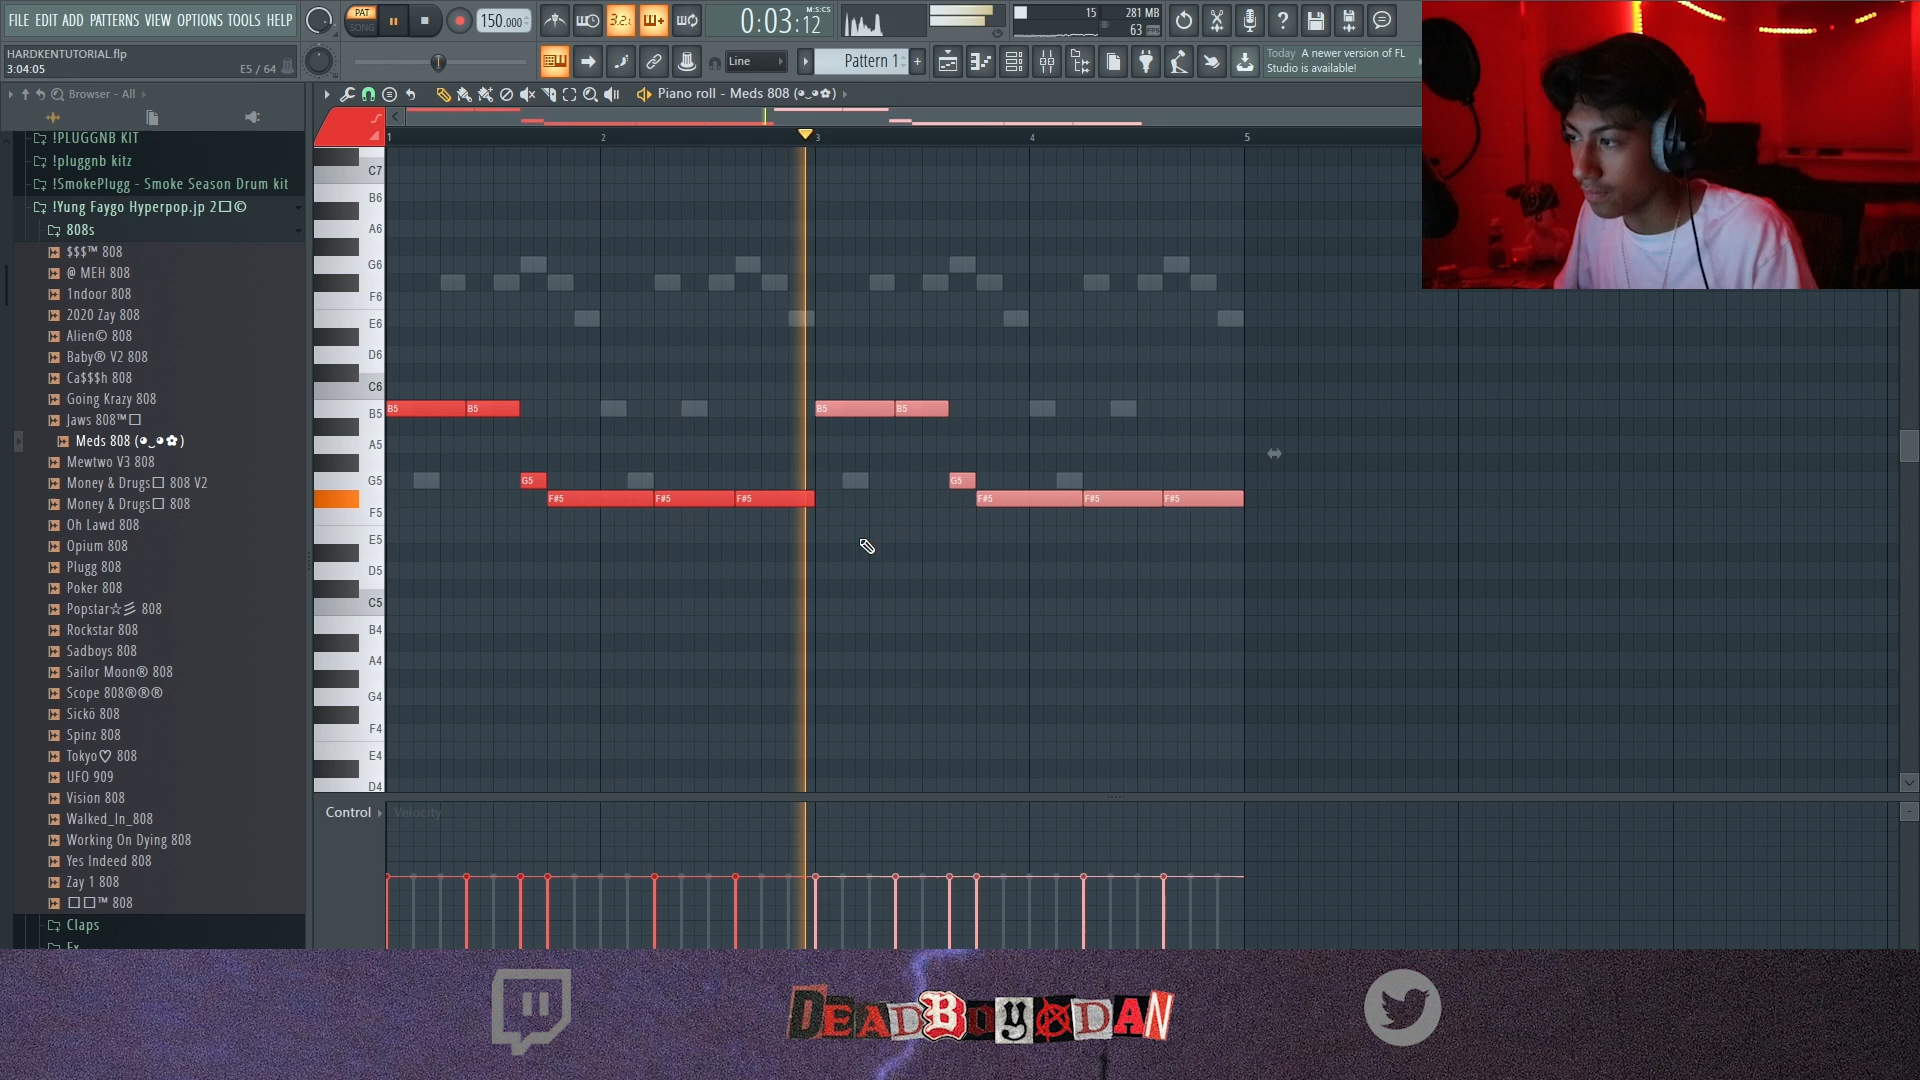 FILE EDIT ADD PATTERNS VIEW OPTIONS TOOLS HELP
PAT
SONG
150.000
3.2.
0:03:12
M:S:CS
15
281 MB
63
HARDKENTUTORIAL.flp
3:04:05
E5 / 64
Line
Pattern 1
Today A newer version of FL
Studio is available!
Browser - All
Piano roll - Meds 808 (◕‿◕✿)
!PLUGGNB KIT
!pluggnb kitz
!SmokePlugg - Smoke Season Drum kit
!Yung Faygo Hyperpop.jp 2□©
808s
$$$™ 808
@ MEH 808
1ndoor 808
2020 Zay 808
Alien© 808
Baby® V2 808
Ca$$$h 808
Going Krazy 808
Jaws 808™□
Meds 808 (◕‿◕✿)
Mewtwo V3 808
Money & Drugs□ 808 V2
Money & Drugs□ 808
Oh Lawd 808
Opium 808
Plugg 808
Poker 808
Popstar☆彡 808
Rockstar 808
Sadboys 808
Sailor Moon® 808
Scope 808®®®
Sickö 808
Spinz 808
Tokyo♡ 808
UFO 909
Vision 808
Walked_In_808
Working On Dying 808
Yes Indeed 808
Zay 1 808
□□™ 808
Claps
1 2 3 4 5
C7
B6
A6
G6
F6
E6
D6
C6
B5 B5 B5 B5 B5
A5
G5 G5 G5
F#5 F#5 F#5 F#5 F#5 F#5
F5
E5
D5
C5
B4
A4
G4
F4
E4
D4
Control
Velocity
DEADBOYDAN